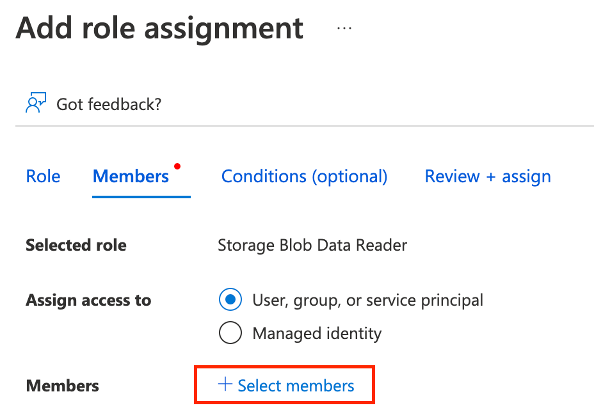 Add role assignment ...
Got feedback?
Role Members Conditions (optional) Review + assign
Selected role Storage Blob Data Reader
Assign access to User, group, or service principal
Managed identity
Members + Select members